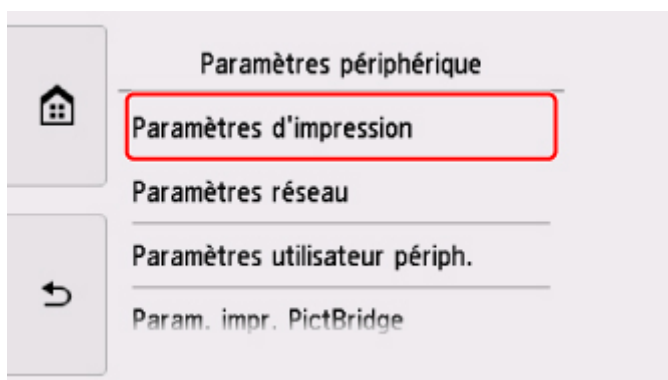 Paramètres périphérique
Paramètres d'impression
Paramètres réseau
Paramètres utilisateur périph.
Param. impr. PictBridge